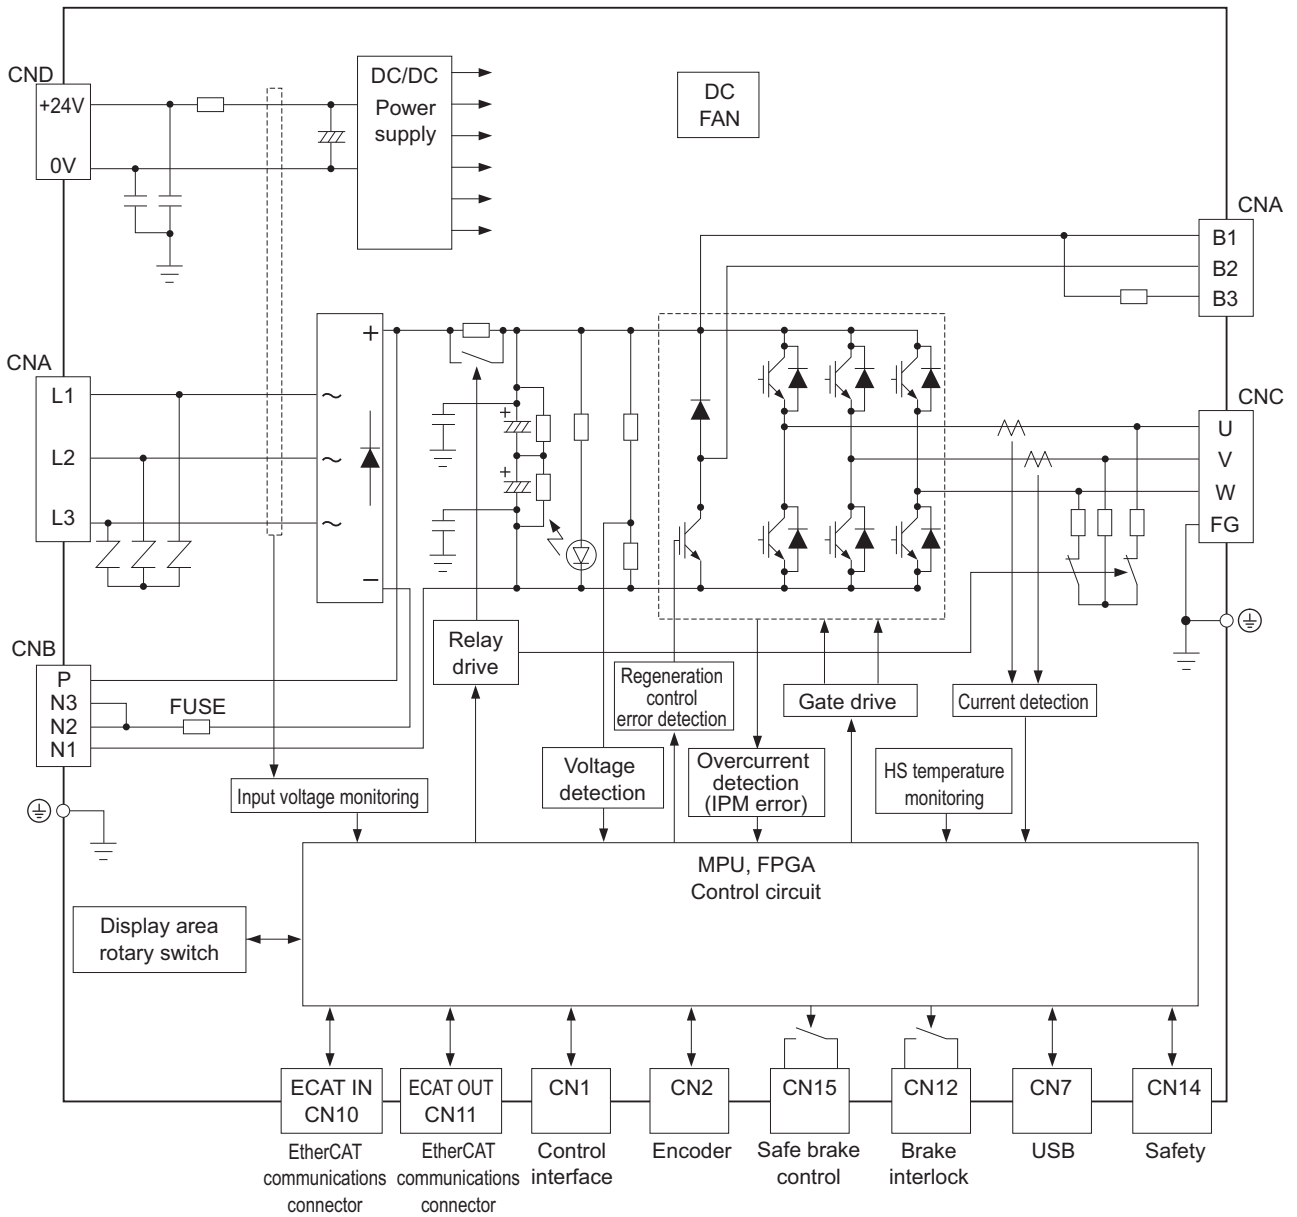 CND
+24V
0V
DC/DC
Power
supply
DC
FAN
CNA
B1
B2
B3
CNA
L1
L2
L3
+
−
+
+
CNC
U
V
W
FG
CNB
P
N3
N2
N1
FUSE
Relay
drive
Regeneration
control
error detection
Gate drive
Current detection
Input voltage monitoring
Voltage
detection
Overcurrent
detection
(IPM error)
HS temperature
monitoring
MPU, FPGA
Control circuit
Display area
rotary switch
ECAT IN
CN10
ECAT OUT
CN11
CN1
CN2
CN15
CN12
CN7
CN14
EtherCAT
communications
connector
EtherCAT
communications
connector
Control
interface
Encoder
Safe brake
control
Brake
interlock
USB
Safety